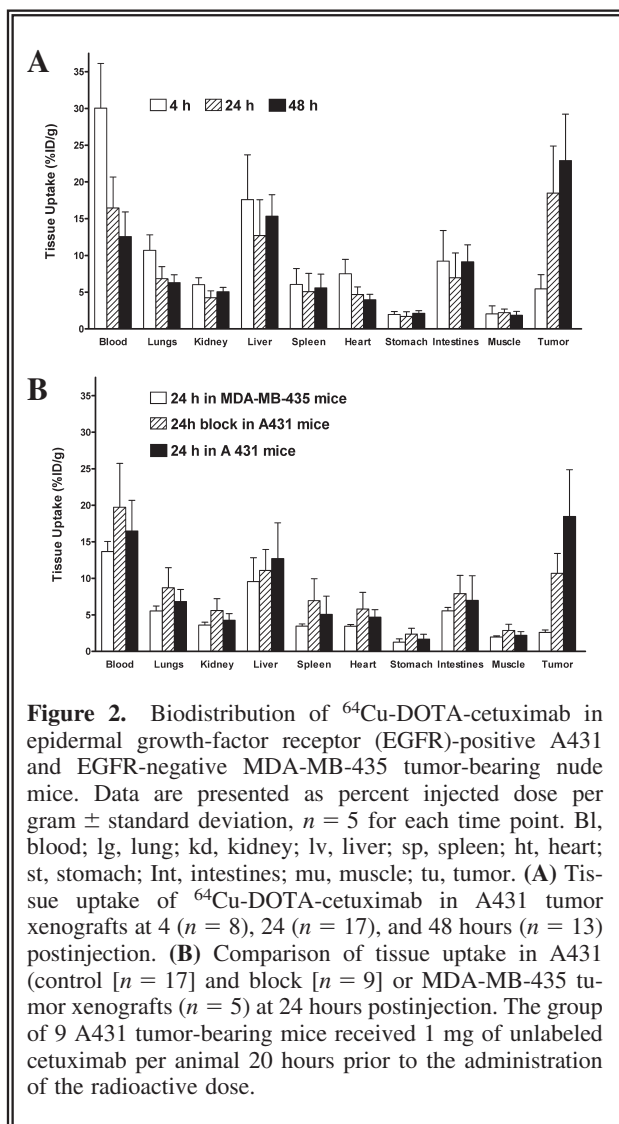 A
4 h 24 h 48 h
Tissue Uptake (%ID/g)
35
30
25
20
15
10
5
0
Blood Lungs Kidney Liver Spleen Heart Stomach Intestines Muscle Tumor
B
24 h in MDA-MB-435 mice
24h block in A431 mice
24 h in A 431 mice
Tissue Uptake (%ID/g)
35
30
25
20
15
10
5
0
Blood Lungs Kidney Liver Spleen Heart Stomach Intestines Muscle Tumor
Figure 2. Biodistribution of ⁶⁴Cu-DOTA-cetuximab in
epidermal growth-factor receptor (EGFR)-positive A431
and EGFR-negative MDA-MB-435 tumor-bearing nude
mice. Data are presented as percent injected dose per
gram ± standard deviation, n = 5 for each time point. Bl,
blood; lg, lung; kd, kidney; lv, liver; sp, spleen; ht, heart;
st, stomach; Int, intestines; mu, muscle; tu, tumor. (A) Tis-
sue uptake of ⁶⁴Cu-DOTA-cetuximab in A431 tumor
xenografts at 4 (n = 8), 24 (n = 17), and 48 hours (n = 13)
postinjection. (B) Comparison of tissue uptake in A431
(control [n = 17] and block [n = 9] or MDA-MB-435 tu-
mor xenografts (n = 5) at 24 hours postinjection. The group
of 9 A431 tumor-bearing mice received 1 mg of unlabeled
cetuximab per animal 20 hours prior to the administration
of the radioactive dose.